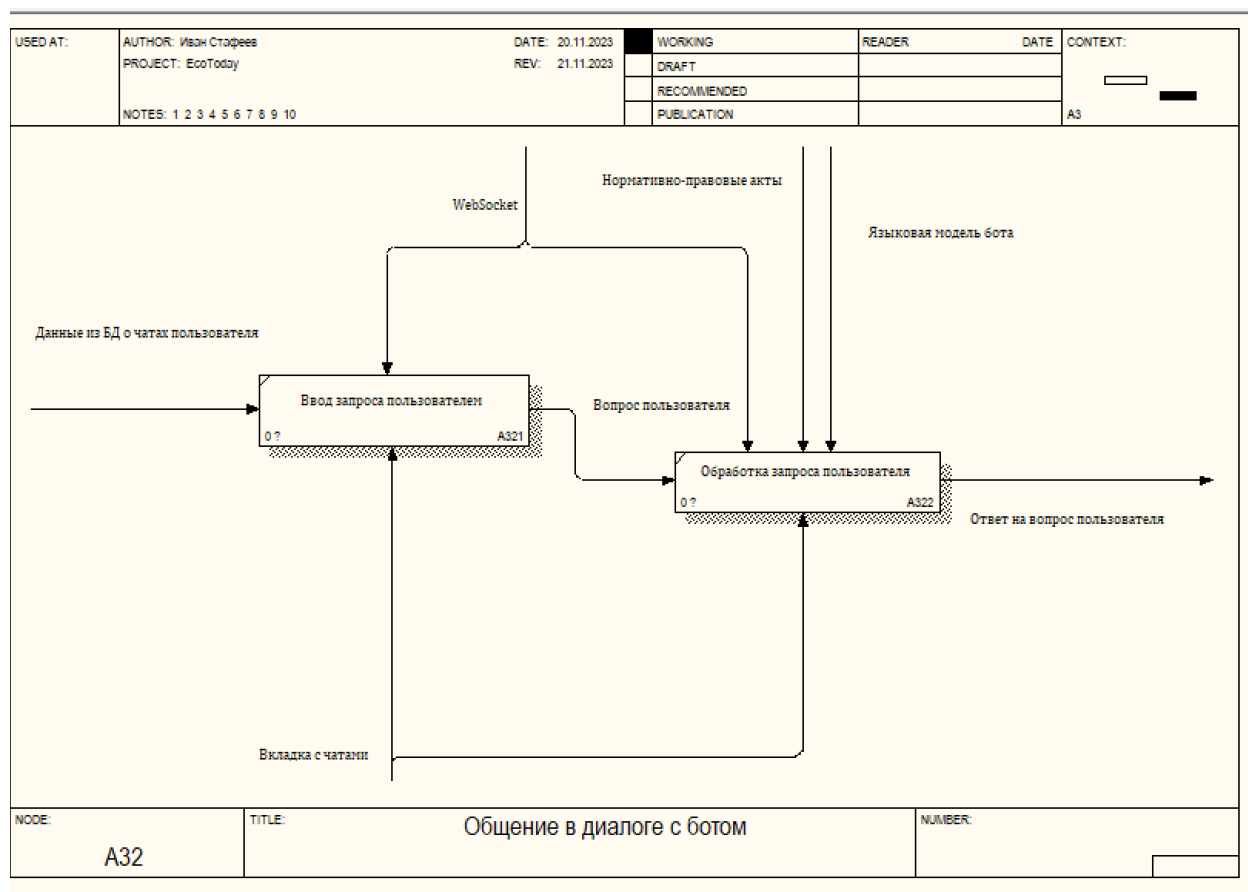 USED AT:
AUTHOR: Иван Стафеев
DATE: 20.11.2023
WORKING
READER
DATE
CONTEXT:
PROJECT: EcoToday
REV: 21.11.2023
DRAFT
RECOMMENDED
NOTES: 1 2 3 4 5 6 7 8 9 10
PUBLICATION
A3
Нормативно-правовые акты
WebSocket
Языковая модель бота
Данные из БД о чатах пользователя
Ввод запроса пользователем
0 ?
A321
Вопрос пользователя
Обработка запроса пользователя
0 ?
A322
Ответ на вопрос пользователя
Вкладка с чатами
NODE:
A32
TITLE:
Общение в диалоге с ботом
NUMBER: